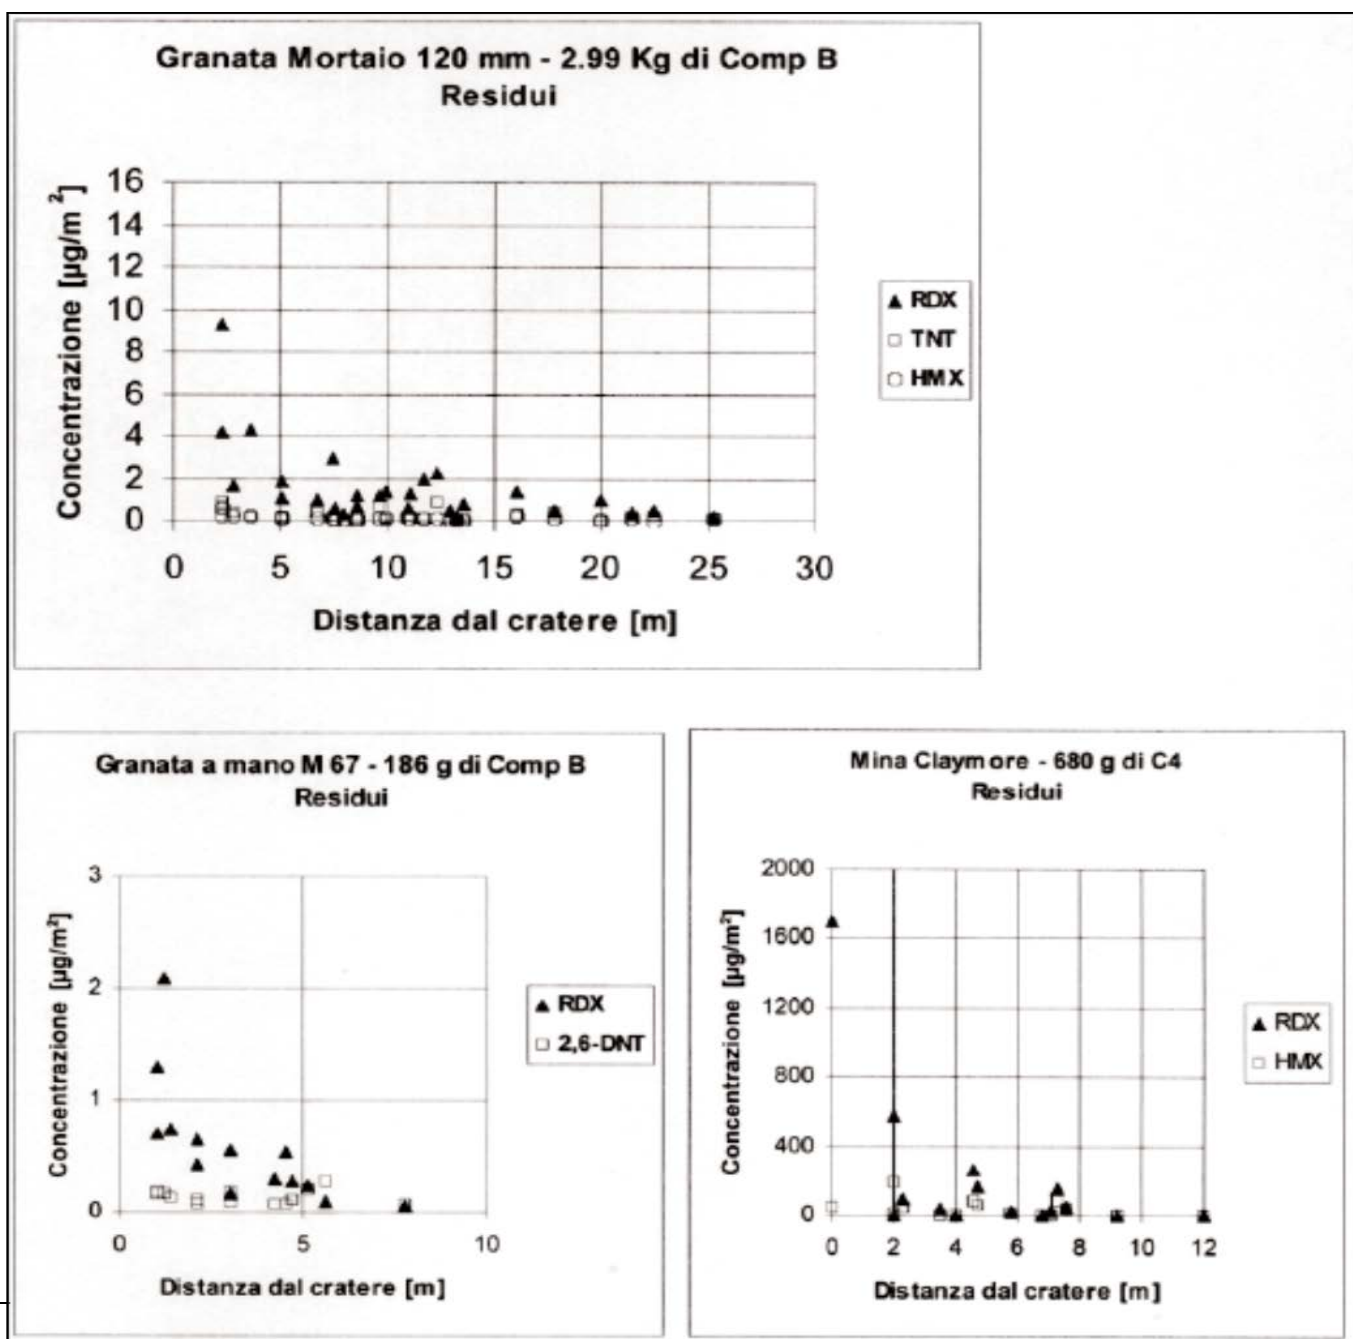 Granata Mortaio 120 mm - 2.99 Kg di Comp B
Residui
Concentrazione [µg/m²]
16
14
12
10
8
6
4
2
0
0 5 10 15 20 25 30
Distanza dal cratere [m]
RDX
TNT
HMX
Granata a mano M 67 - 186 g di Comp B
Residui
Concentrazione [µg/m²]
3
2
1
0
0 5 10
Distanza dal cratere [m]
RDX
2,6-DNT
Mina Claymore - 680 g di C4
Residui
Concentrazione [µg/m²]
2000
1600
1200
800
400
0
0 2 4 6 8 10 12
Distanza dal cratere [m]
RDX
HMX